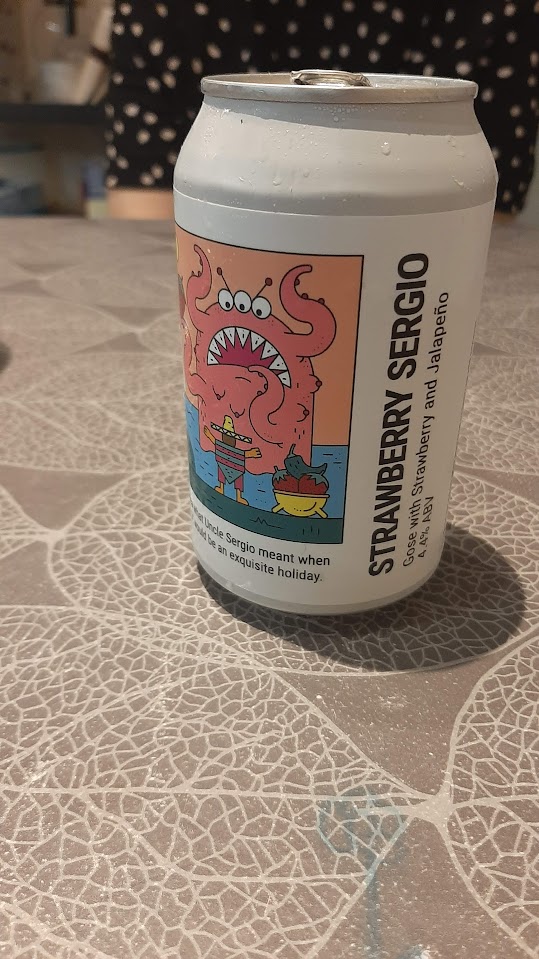 STRAWBERRY SERGIO
Gose with Strawberry and Jalapeño
4.4% ABV
Uncle Sergio meant when
be an exquisite holiday.